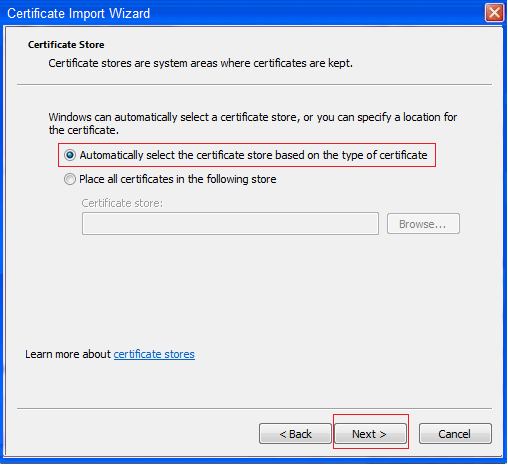 Certificate Import Wizard
Certificate Store
Certificate stores are system areas where certificates are kept.
Windows can automatically select a certificate store, or you can specify a location for
the certificate.
Automatically select the certificate store based on the type of certificate
Place all certificates in the following store
Certificate store:
Browse...
Learn more about certificate stores
< Back
Next >
Cancel